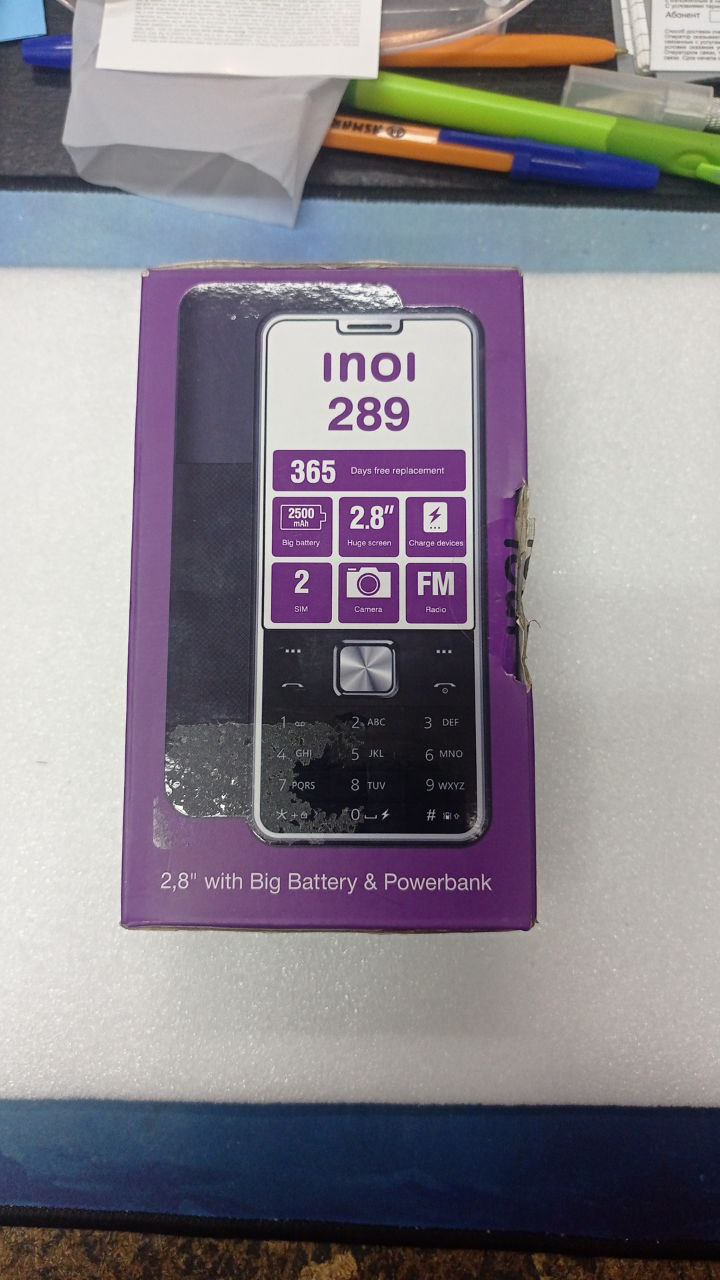 Абонент
inoi
289
365 Days free replacement
2500 mAh
Big battery
2.8"
Huge screen
Charge devices
2
SIM
Camera
FM
Radio
1
2 ABC
3 DEF
4 GHI
5 JKL
6 MNO
7 PQRS
8 TUV
9 WXYZ
* +
0
#
2,8" with Big Battery & Powerbank